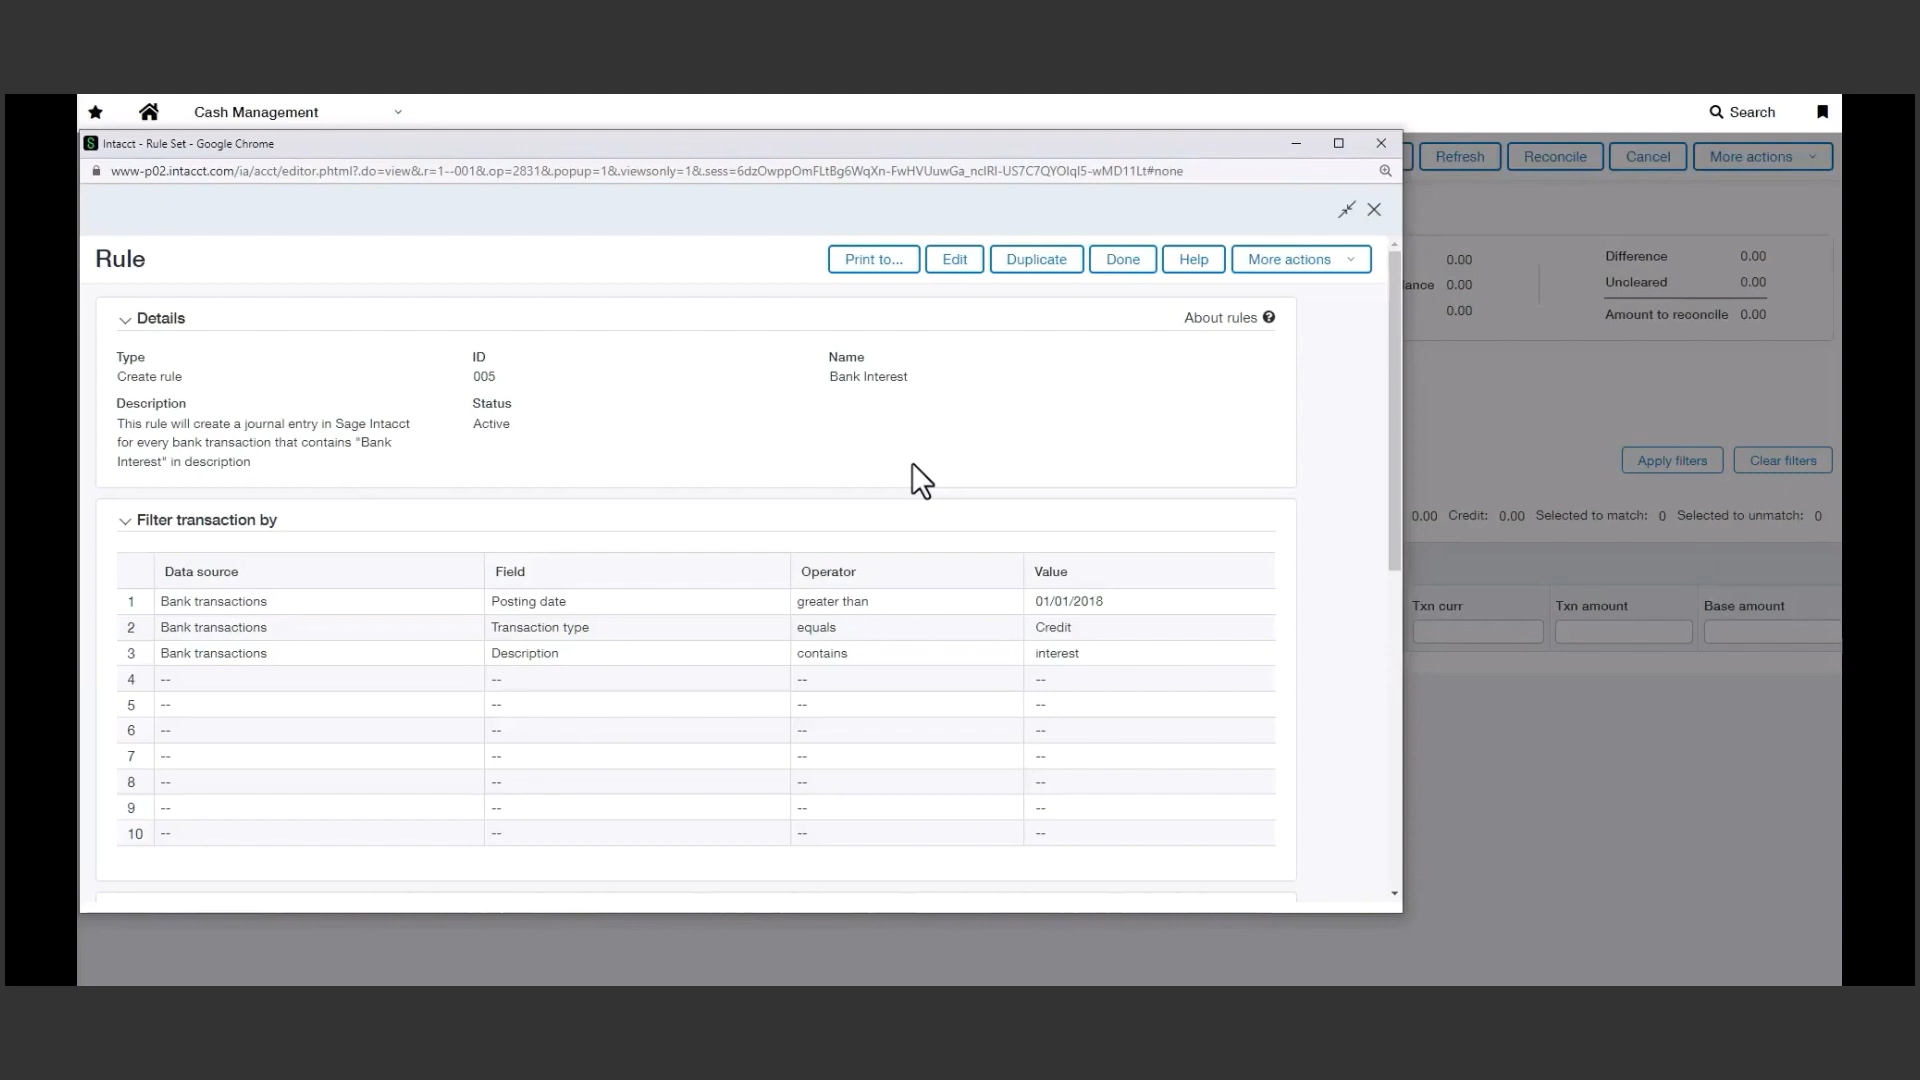 Cash Management
Search
Intacct - Rule Set - Google Chrome
www-p02.intacct.com/ia/acct/editor.phtml?.do=view&.r=1--001&.op=2831&.popup=1&.viewsonly=1&.sess=6dzOwppOmFLtBg6WqXn-FwHVUuwGa_ncIRI-US7C7QYOIqI5-wMD11Lt#none
Refresh
Reconcile
Cancel
More actions
Rule
Print to...
Edit
Duplicate
Done
Help
More actions
Details
About rules
Type
Create rule
ID
005
Name
Bank Interest
Description
This rule will create a journal entry in Sage Intacct
for every bank transaction that contains "Bank
Interest" in description
Status
Active
0.00
ance 0.00
0.00
Difference 0.00
Uncleared 0.00
Amount to reconcile 0.00
Apply filters
Clear filters
0.00 Credit: 0.00 Selected to match: 0 Selected to unmatch: 0
Filter transaction by
Data source Field Operator Value
1 Bank transactions Posting date greater than 01/01/2018
2 Bank transactions Transaction type equals Credit
3 Bank transactions Description contains interest
4 -- -- -- --
5 -- -- -- --
6 -- -- -- --
7 -- -- -- --
8 -- -- -- --
9 -- -- -- --
10 -- -- -- --
Txn curr Txn amount Base amount